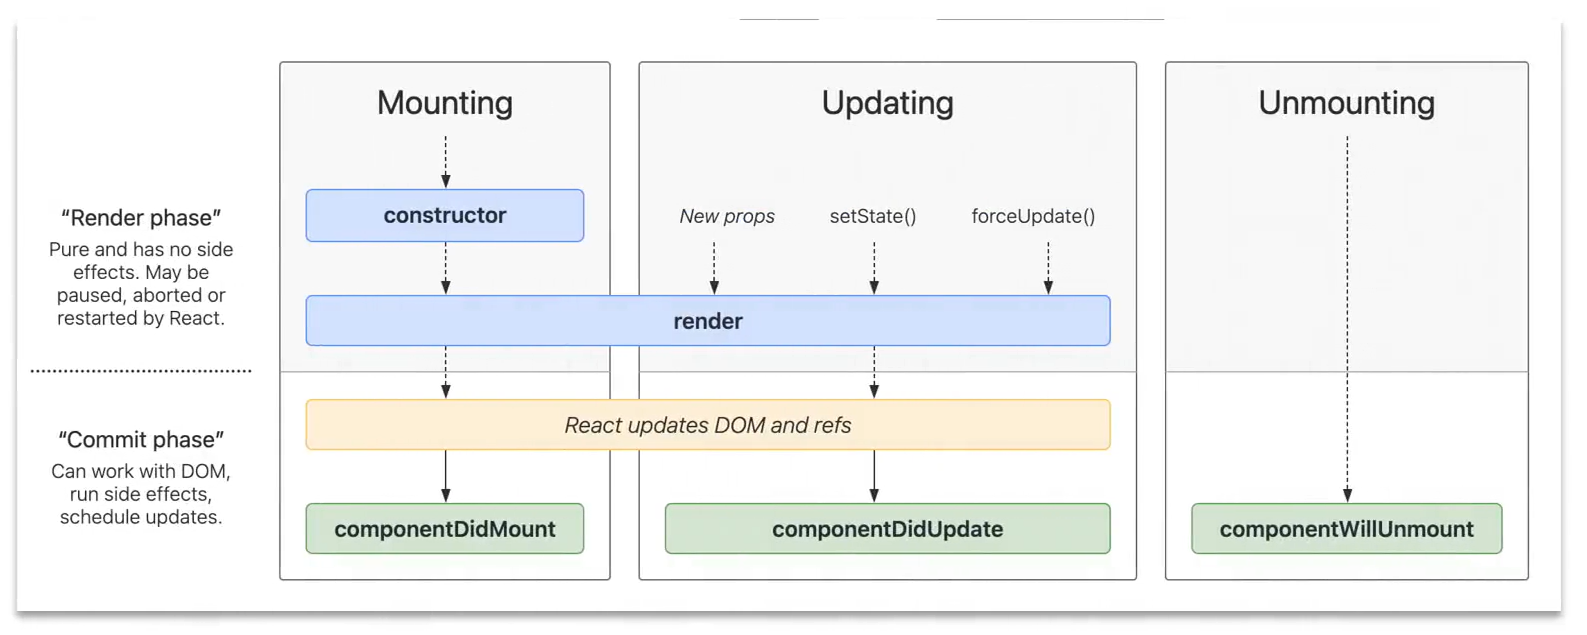 Mounting
Updating
Unmounting
“Render phase”
Pure and has no side
effects. May be
paused, aborted or
restarted by React.
constructor
New props
setState()
forceUpdate()
render
“Commit phase”
Can work with DOM,
run side effects,
schedule updates.
React updates DOM and refs
componentDidMount
componentDidUpdate
componentWillUnmount